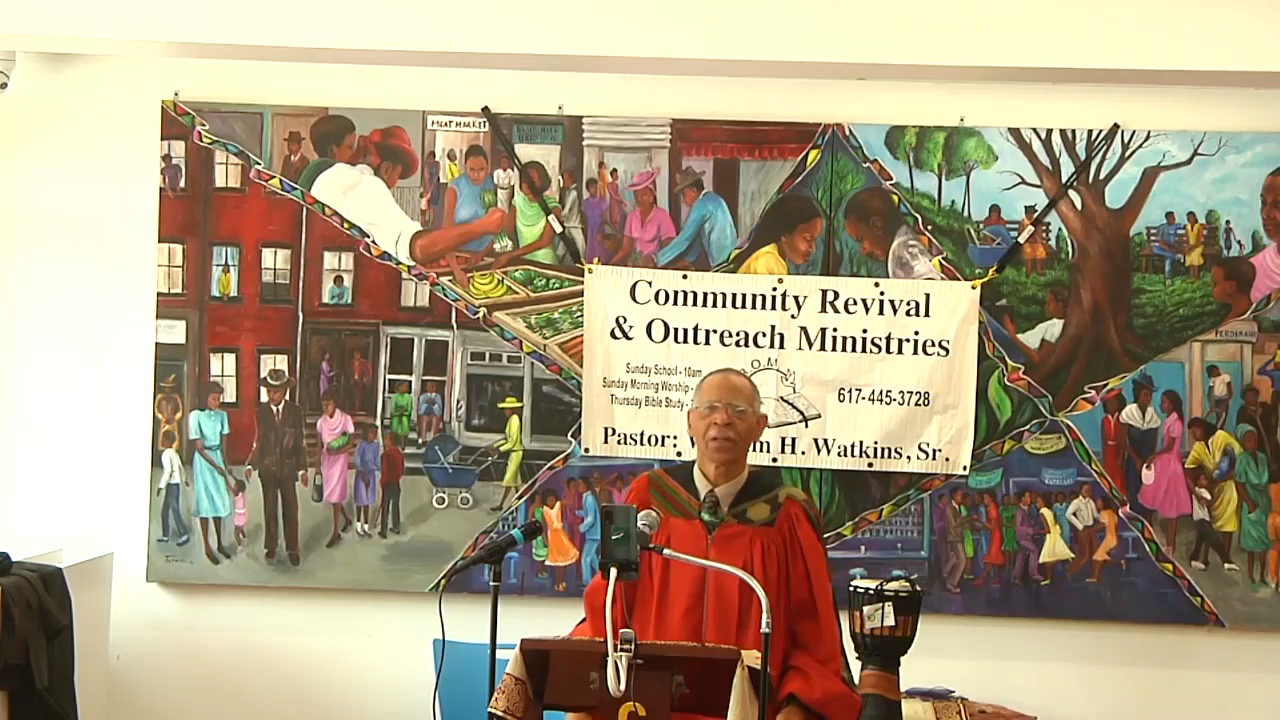 MEAT MARKET
Community Revival
& Outreach Ministries
Sunday School - 10am
Sunday Morning Worship -
Thursday Bible Study -
R.O.M.
617-445-3728
Pastor: H. Watkins, Sr.